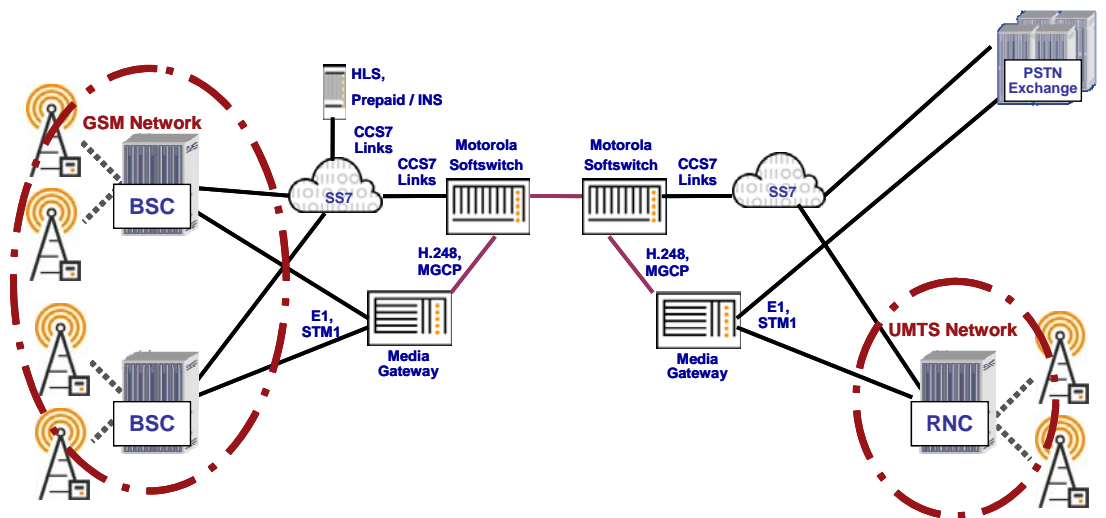 HLS,
Prepaid / INS
PSTN
Exchange
GSM Network
CCS7
Links
CCS7
Links
Motorola
Softswitch
Motorola
Softswitch
CCS7
Links
BSC
SS7
SS7
H.248,
MGCP
H.248,
MGCP
E1,
STM1
E1,
STM1
UMTS Network
Media
Gateway
Media
Gateway
BSC
RNC